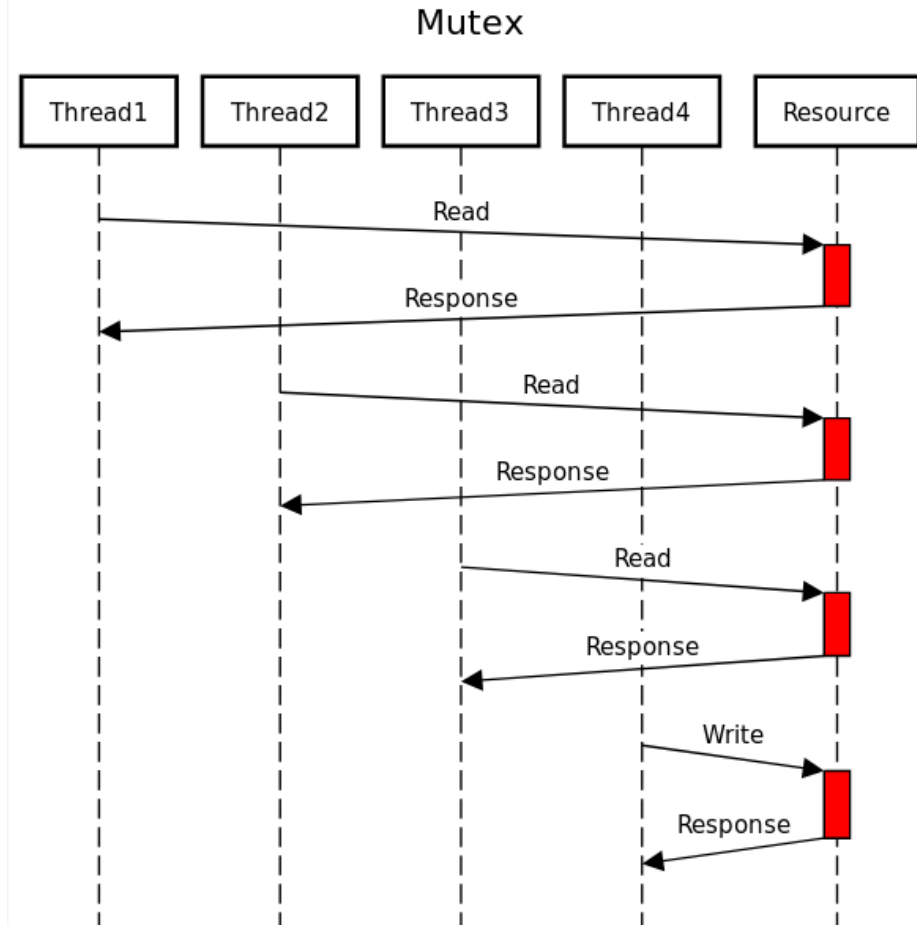 Mutex
Thread1 Thread2 Thread3 Thread4 Resource
Read
Response
Read
Response
Read
Response
Write
Response